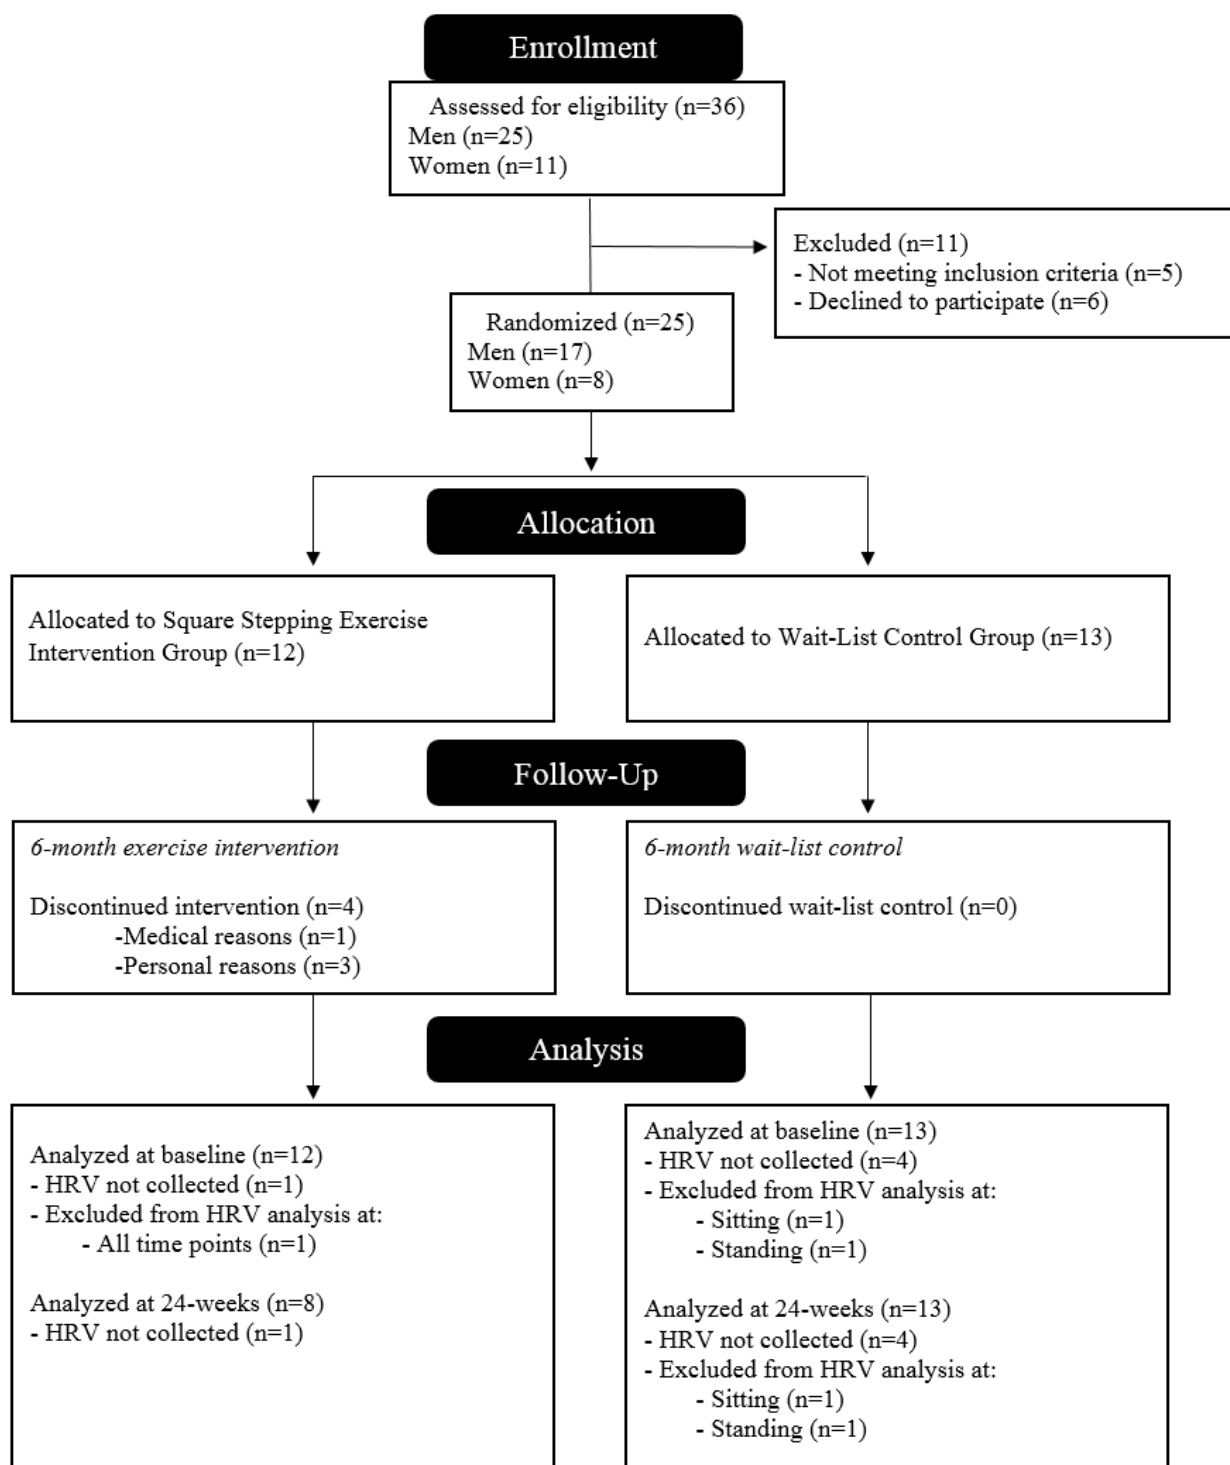 Enrollment
Assessed for eligibility (n=36)
Men (n=25)
Women (n=11)
Excluded (n=11)
- Not meeting inclusion criteria (n=5)
- Declined to participate (n=6)
Randomized (n=25)
Men (n=17)
Women (n=8)
Allocation
Allocated to Square Stepping Exercise
Intervention Group (n=12)
Allocated to Wait-List Control Group (n=13)
Follow-Up
6-month exercise intervention
Discontinued intervention (n=4)
-Medical reasons (n=1)
-Personal reasons (n=3)
6-month wait-list control
Discontinued wait-list control (n=0)
Analysis
Analyzed at baseline (n=12)
- HRV not collected (n=1)
- Excluded from HRV analysis at:
- All time points (n=1)
Analyzed at 24-weeks (n=8)
- HRV not collected (n=1)
Analyzed at baseline (n=13)
- HRV not collected (n=4)
- Excluded from HRV analysis at:
- Sitting (n=1)
- Standing (n=1)
Analyzed at 24-weeks (n=13)
- HRV not collected (n=4)
- Excluded from HRV analysis at:
- Sitting (n=1)
- Standing (n=1)